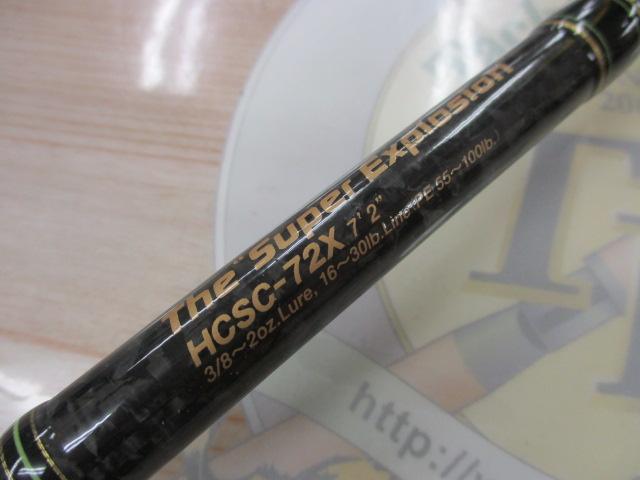 The "Super Explosion
HCSC-72X 7' 2"
3/8～2oz.Lure, 16～30lb.Line (PE 55～100lb.)
http://